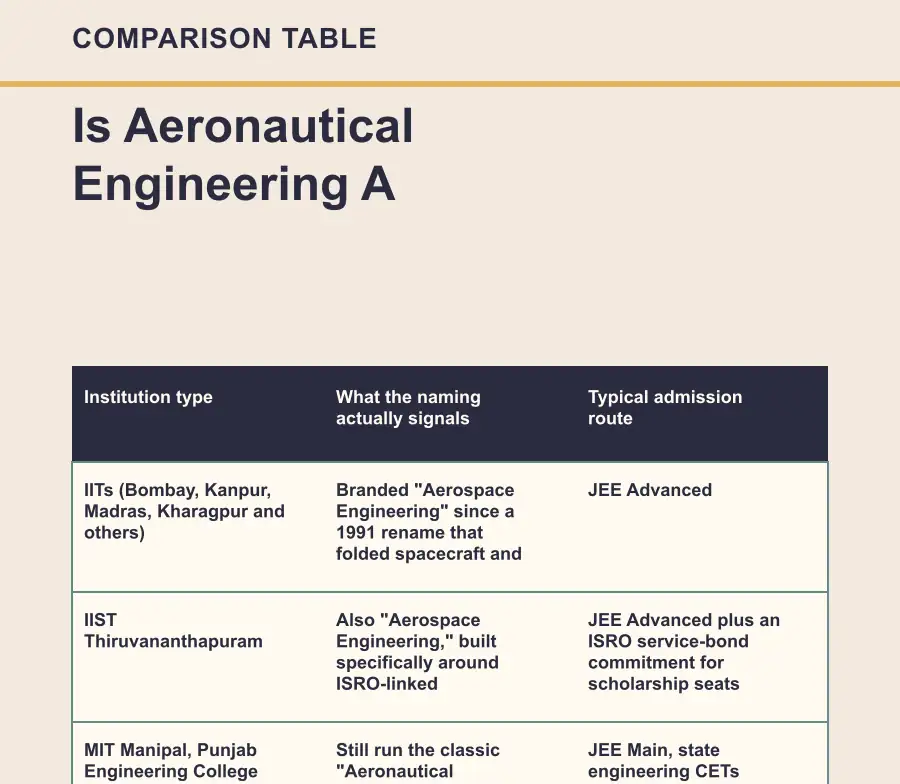 COMPARISON TABLE
Is Aeronautical
Engineering A
Institution type
What the naming
actually signals
Typical admission
route
IITs (Bombay, Kanpur,
Madras, Kharagpur and
others)
Branded "Aerospace
Engineering" since a
1991 rename that
folded spacecraft and
JEE Advanced
IIST
Thiruvananthapuram
Also "Aerospace
Engineering," built
specifically around
ISRO-linked
JEE Advanced plus an
ISRO service-bond
commitment for
scholarship seats
MIT Manipal, Punjab
Engineering College
Still run the classic
"Aeronautical
JEE Main, state
engineering CETs